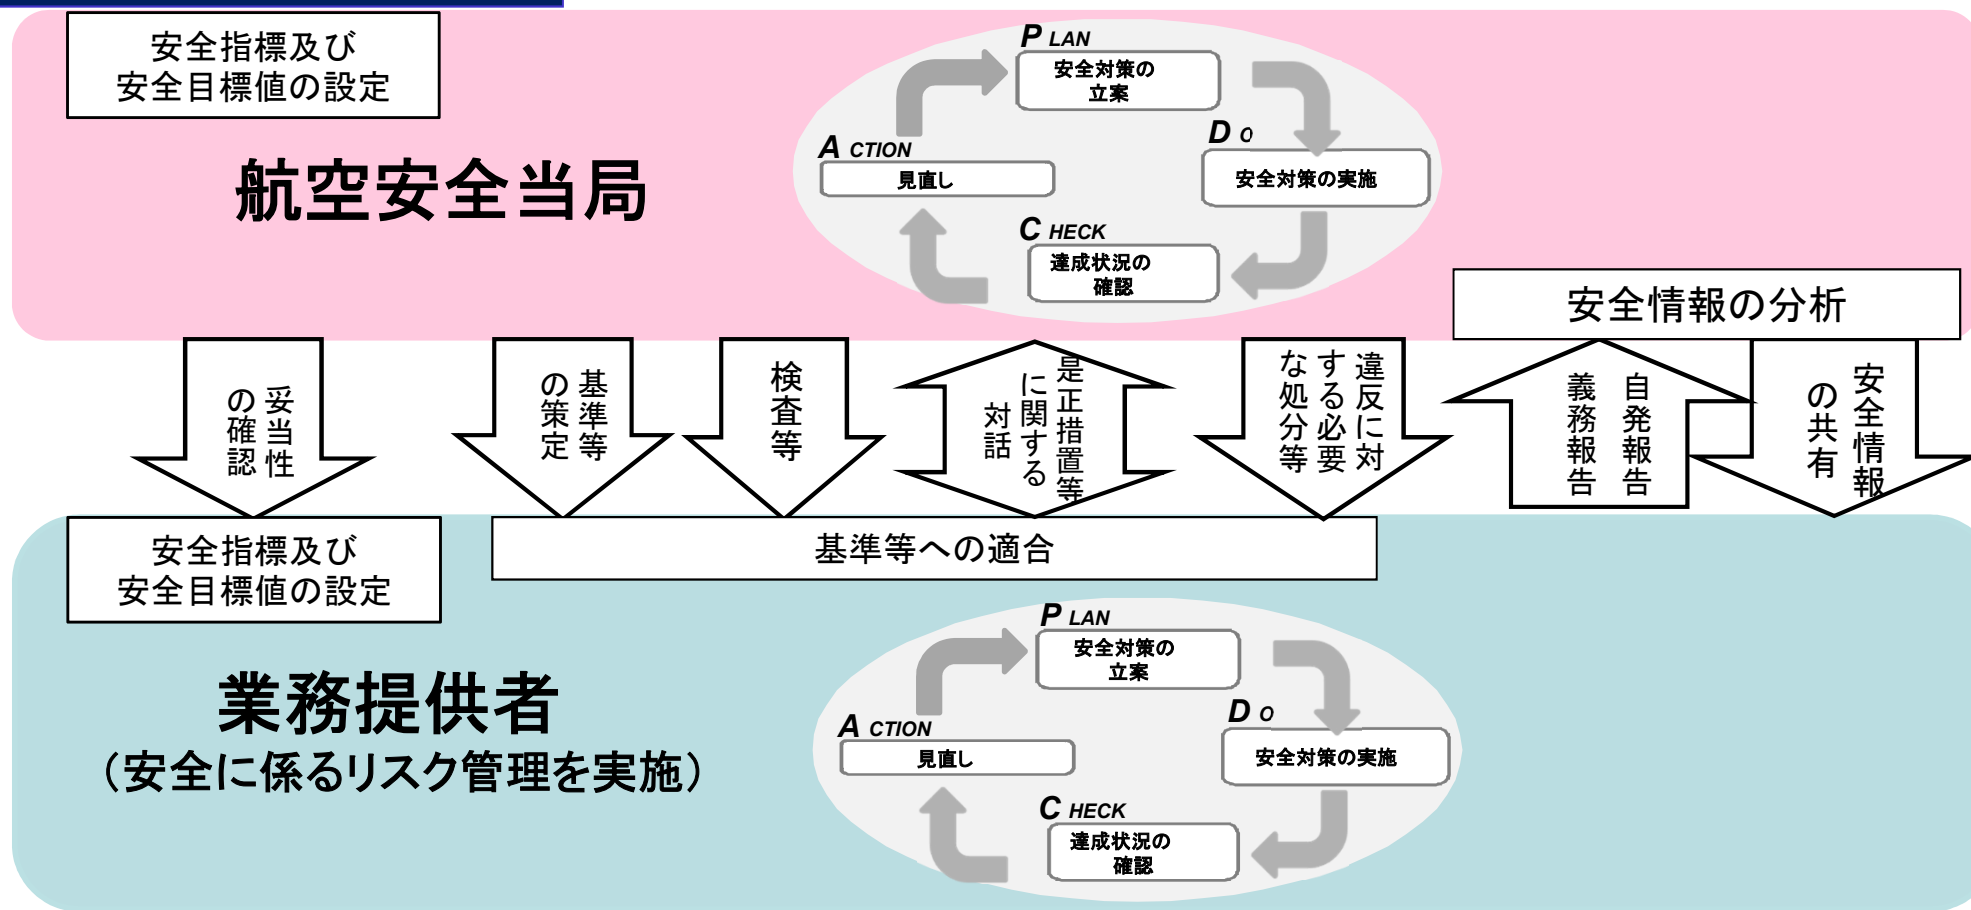 安全指標及び
安全目標値の設定
航空安全当局
P LAN
安全対策の
立案
D O
安全対策の実施
C HECK
達成状況の
確認
A CTION
見直し
安全情報の分析
妥当性
の確認
基準等
の策定
検査等
是正措置等
に関する
対話
違反に対
する必要
な処分等
自発報告
義務報告
安全情報
の共有
安全指標及び
安全目標値の設定
基準等への適合
業務提供者
（安全に係るリスク管理を実施）
P LAN
安全対策の
立案
D O
安全対策の実施
C HECK
達成状況の
確認
A CTION
見直し